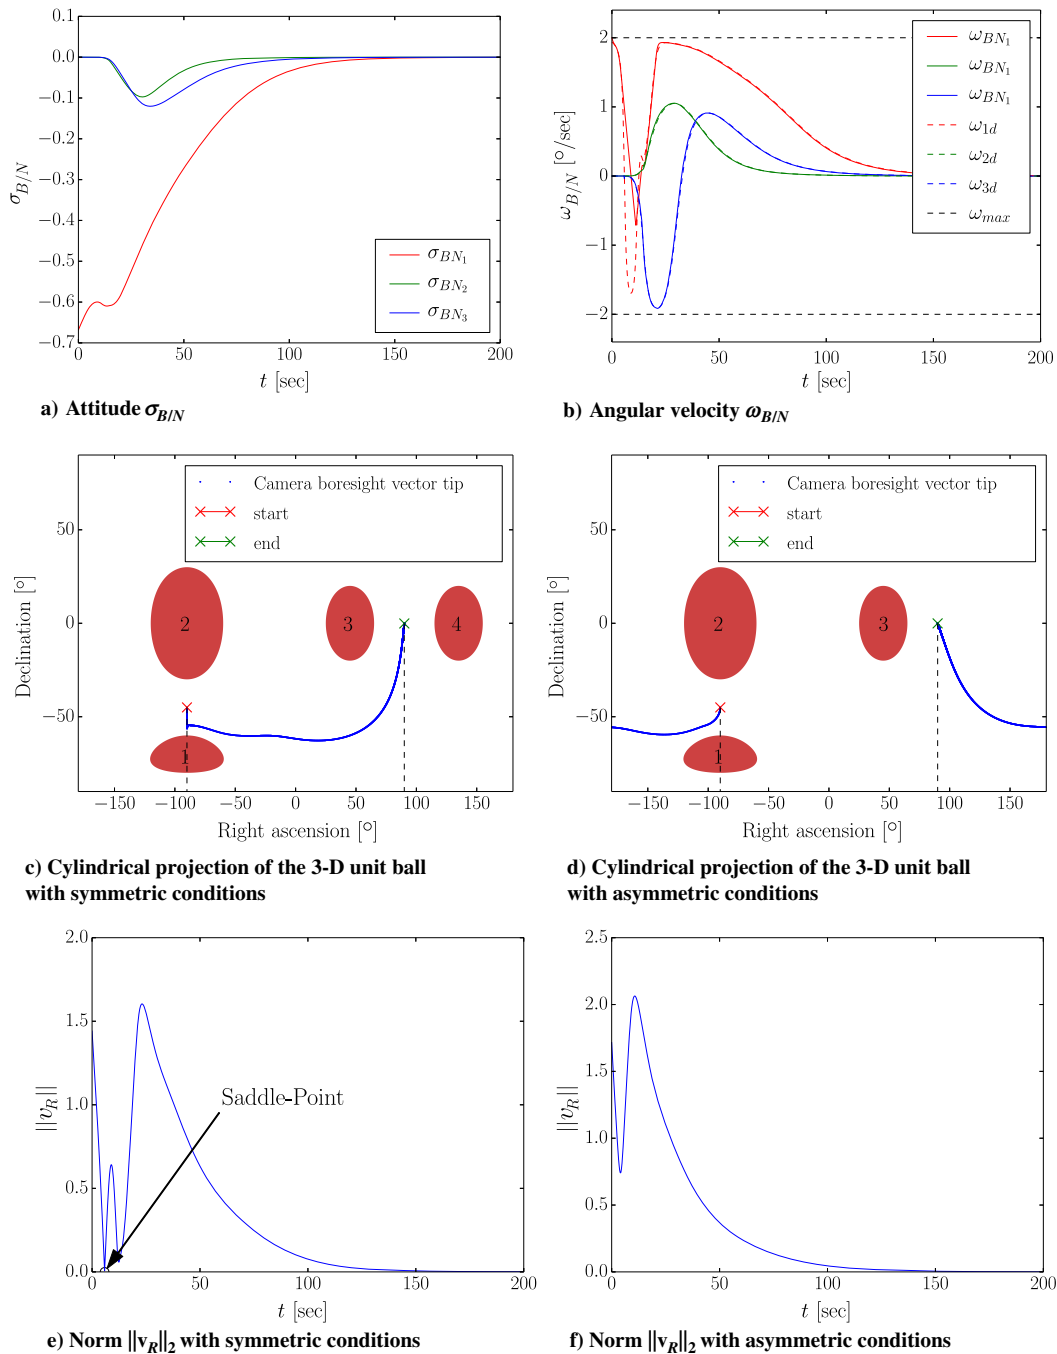 0.1
0.0
−0.1
−0.2
−0.3
−0.4
−0.5
−0.6
−0.7
σ_{B/N}
σ_{BN_1}
σ_{BN_2}
σ_{BN_3}
0 50 100 150 200
t [sec]
a) Attitude σ_{B/N}
2
1
0
−1
−2
ω_{B/N} [°/sec]
ω_{BN_1}
ω_{BN_1}
ω_{BN_1}
ω_{1d}
ω_{2d}
ω_{3d}
ω_{max}
0 50 100 150 200
t [sec]
b) Angular velocity ω_{B/N}
Camera boresight vector tip
start
end
50
0
−50
Declination [°]
2 3 4
1
−150 −100 −50 0 50 100 150
Right ascension [°]
c) Cylindrical projection of the 3-D unit ball
with symmetric conditions
Camera boresight vector tip
start
end
50
0
−50
Declination [°]
2 3
1
−150 −100 −50 0 50 100 150
Right ascension [°]
d) Cylindrical projection of the 3-D unit ball
with asymmetric conditions
2.0
1.5
1.0
0.5
0.0
||v_R||
Saddle-Point
0 50 100 150 200
t [sec]
e) Norm ||v_R||_2 with symmetric conditions
2.5
2.0
1.5
1.0
0.5
0.0
||v_R||
0 50 100 150 200
t [sec]
f) Norm ||v_R||_2 with asymmetric conditions